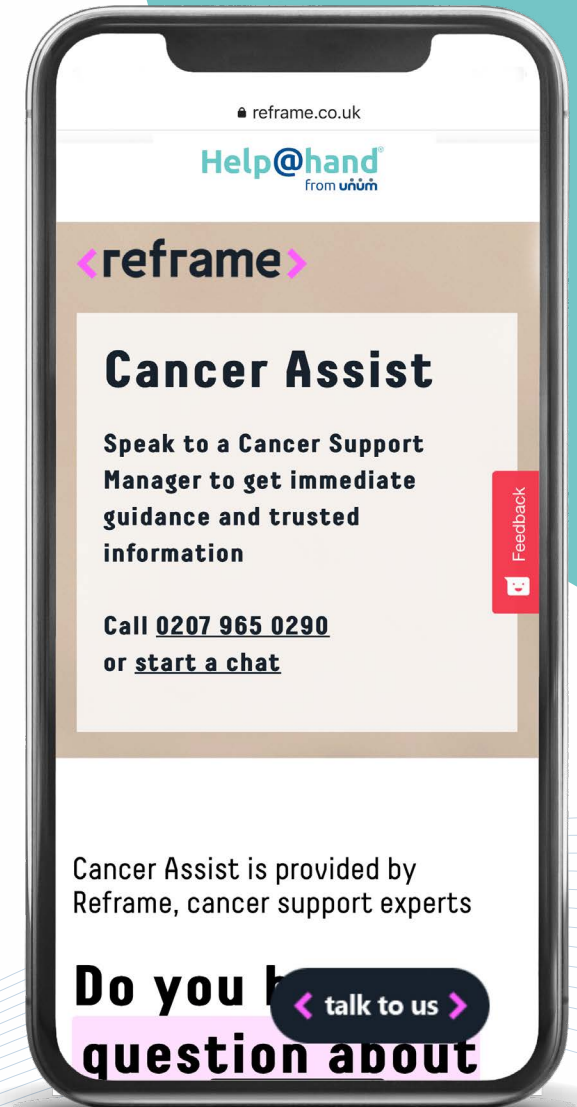 reframe.co.uk
Help@hand®
from unum
<reframe>
Cancer Assist
Speak to a Cancer Support
Manager to get immediate
guidance and trusted
information
Feedback
Call 0207 965 0290
or start a chat
Cancer Assist is provided by
Reframe, cancer support experts
Do you
< talk to us >
question about